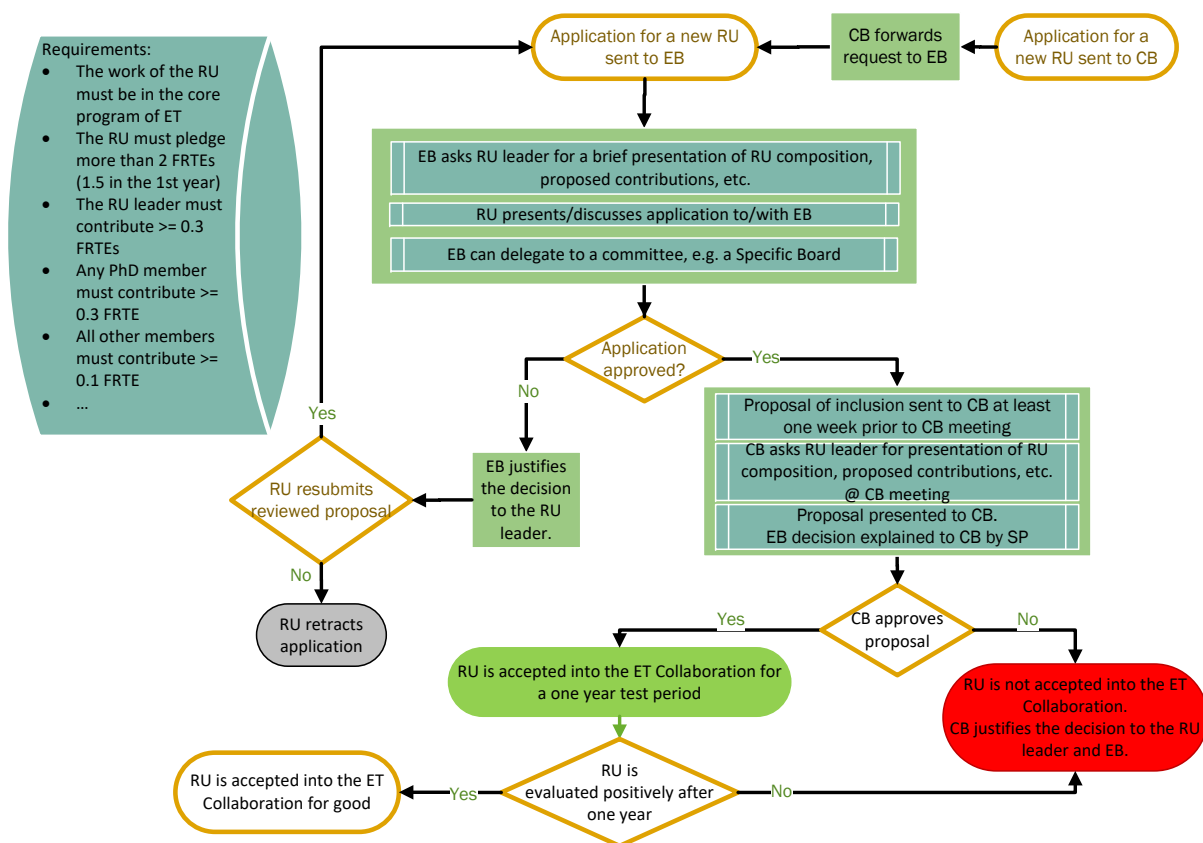 Requirements:
• The work of the RU
must be in the core
program of ET
• The RU must pledge
more than 2 FRTEs
(1.5 in the 1st year)
• The RU leader must
contribute >= 0.3
FRTEs
• Any PhD member
must contribute >=
0.3 FRTE
• All other members
must contribute >=
0.1 FRTE
• ...
Application for a new RU
sent to EB
CB forwards
request to EB
Application for a
new RU sent to CB
EB asks RU leader for a brief presentation of RU composition,
proposed contributions, etc.
RU presents/discusses application to/with EB
EB can delegate to a committee, e.g. a Specific Board
Application
approved?
Yes
No
Yes
EB justifies
the decision
to the RU
leader.
RU resubmits
reviewed proposal
No
RU retracts
application
Proposal of inclusion sent to CB at least
one week prior to CB meeting
CB asks RU leader for presentation of RU
composition, proposed contributions, etc.
@ CB meeting
Proposal presented to CB.
EB decision explained to CB by SP
CB approves
proposal
Yes
No
RU is accepted into the ET Collaboration for
a one year test period
RU is not accepted into the ET
Collaboration.
CB justifies the decision to the RU
leader and EB.
RU is
evaluated positively after
one year
Yes
No
RU is accepted into the ET
Collaboration for good